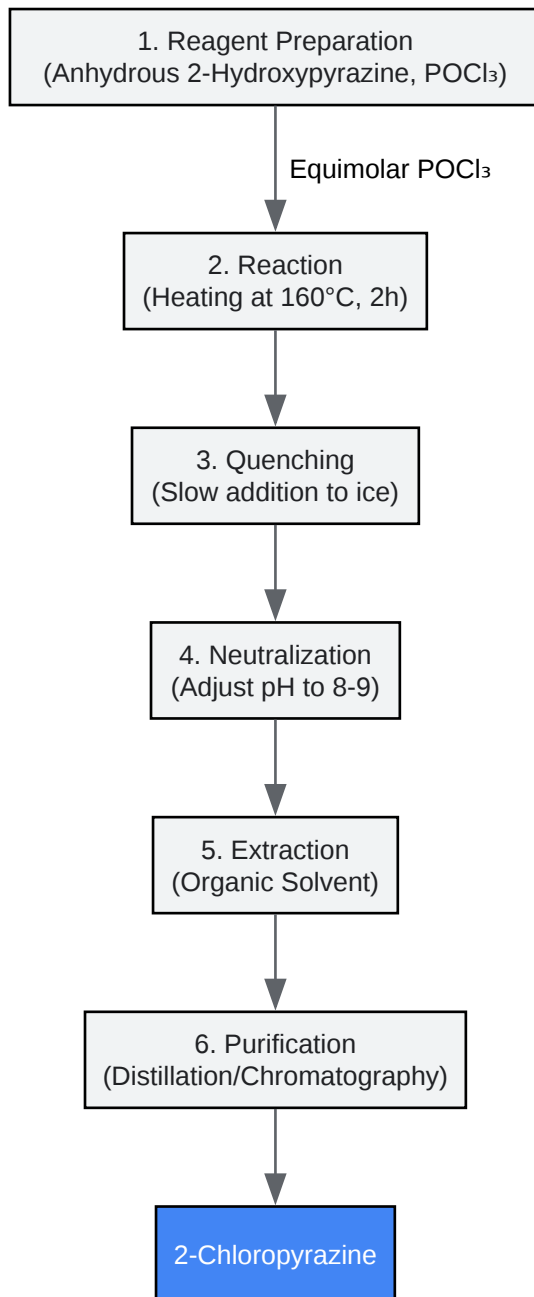 1. Reagent Preparation
(Anhydrous 2-Hydroxypyrazine, POCl₃)
Equimolar POCl₃
2. Reaction
(Heating at 160°C, 2h)
3. Quenching
(Slow addition to ice)
4. Neutralization
(Adjust pH to 8-9)
5. Extraction
(Organic Solvent)
6. Purification
(Distillation/Chromatography)
2-Chloropyrazine